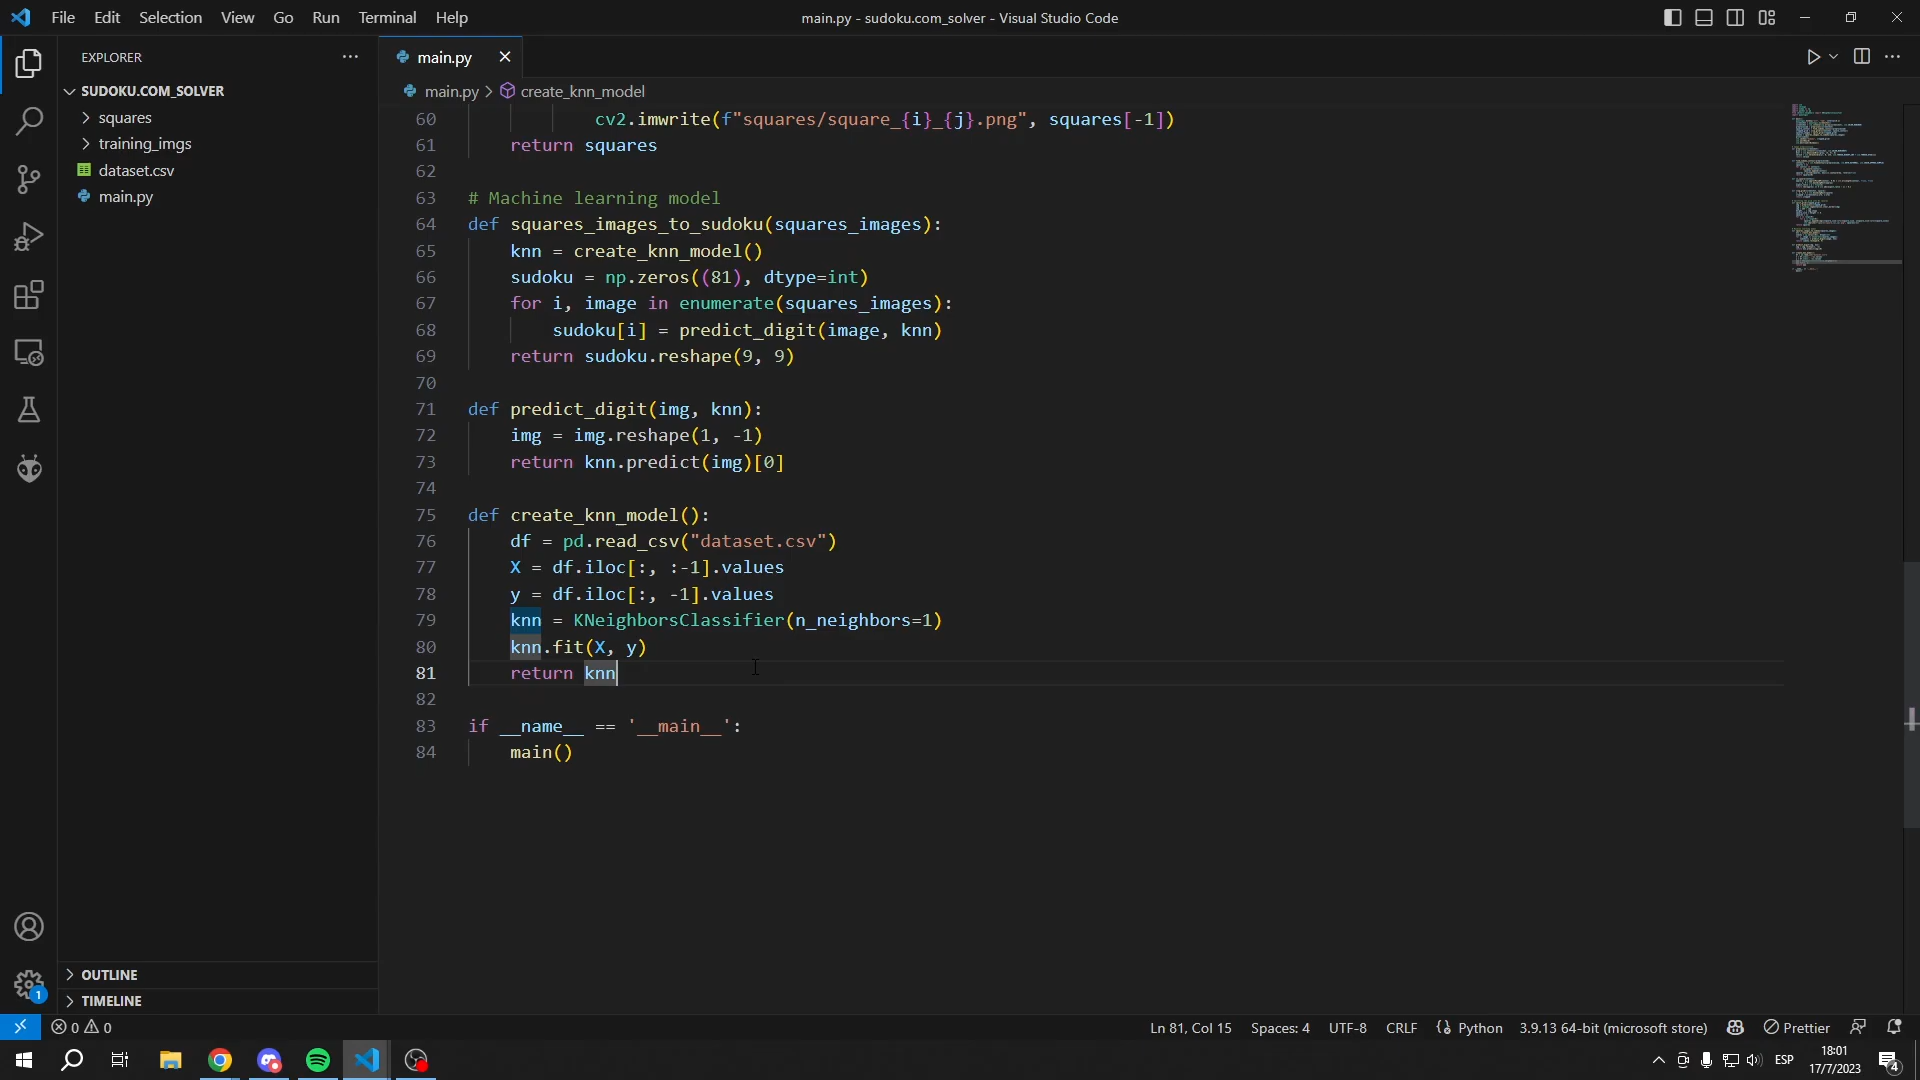 File Edit Selection View Go Run Terminal Help
main.py - sudoku.com_solver - Visual Studio Code
EXPLORER
SUDOKU.COM_SOLVER
squares
training_imgs
dataset.csv
main.py
OUTLINE
TIMELINE
main.py
main.py > create_knn_model
60             cv2.imwrite(f"squares/square_{i}_{j}.png", squares[-1])
61     return squares
62
63 # Machine learning model
64 def squares_images_to_sudoku(squares_images):
65     knn = create_knn_model()
66     sudoku = np.zeros((81), dtype=int)
67     for i, image in enumerate(squares_images):
68         sudoku[i] = predict_digit(image, knn)
69     return sudoku.reshape(9, 9)
70
71 def predict_digit(img, knn):
72     img = img.reshape(1, -1)
73     return knn.predict(img)[0]
74
75 def create_knn_model():
76     df = pd.read_csv("dataset.csv")
77     X = df.iloc[:, :-1].values
78     y = df.iloc[:, -1].values
79     knn = KNeighborsClassifier(n_neighbors=1)
80     knn.fit(X, y)
81     return knn
82
83 if __name__ == '__main__':
84     main()
1
0 0
Ln 81, Col 15 Spaces: 4 UTF-8 CRLF Python 3.9.13 64-bit (microsoft store) Prettier
ESP
18:01
17/7/2023
4